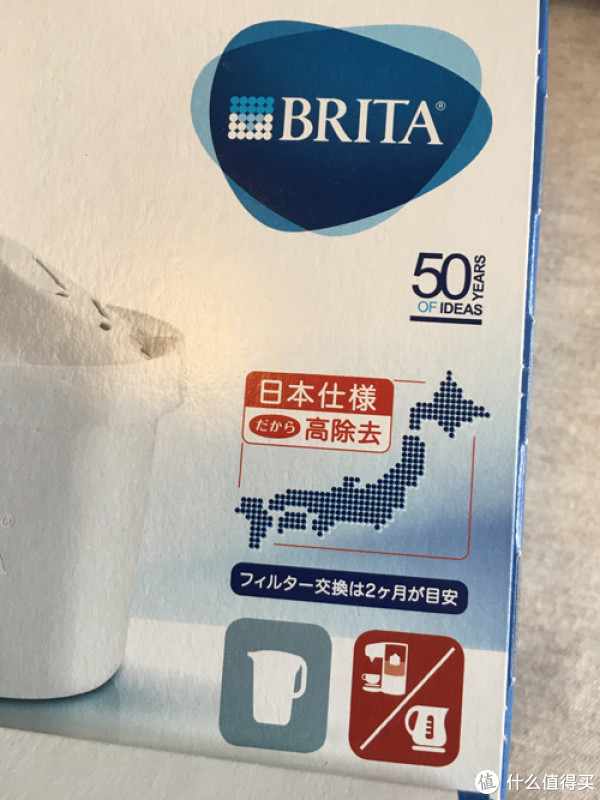 BRITA®
50 YEARS
OF IDEAS
日本仕様
だから 高除去
フィルター交換は2ヶ月が目安
值 什么值得买